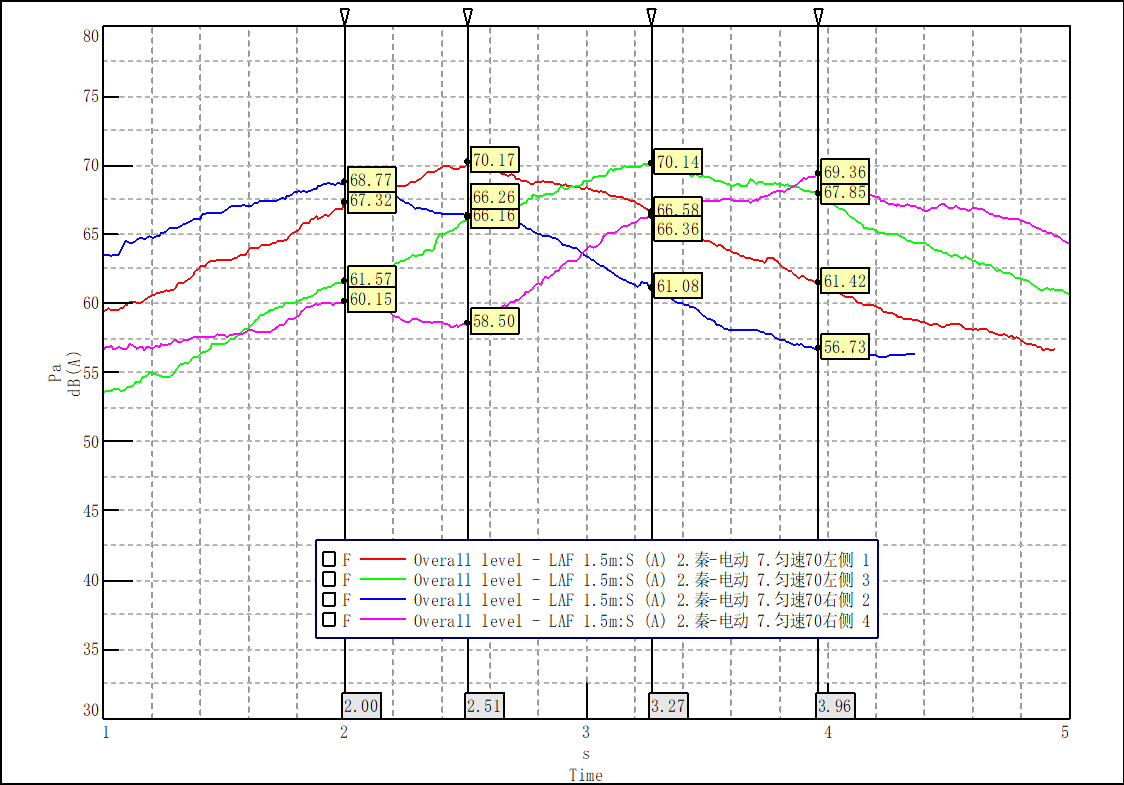 80
75
70
65
60
55
50
45
40
35
30
Pa
dB(A)
68.77
67.32
61.57
60.15
70.17
66.26
66.16
58.50
70.14
66.58
66.36
61.08
69.36
67.85
61.42
56.73
F Overall level - LAF 1.5m:S (A) 2.秦-电动 7.匀速70左侧 1
F Overall level - LAF 1.5m:S (A) 2.秦-电动 7.匀速70左侧 3
F Overall level - LAF 1.5m:S (A) 2.秦-电动 7.匀速70右侧 2
F Overall level - LAF 1.5m:S (A) 2.秦-电动 7.匀速70右侧 4
2.00 2.51 3.27 3.96
1 2 3 4 5
s
Time